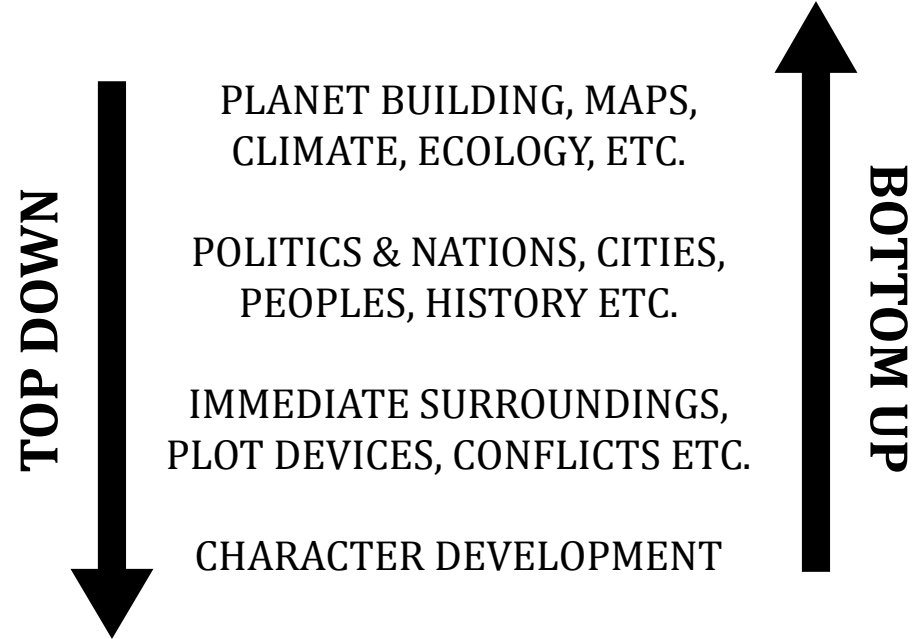 TOP DOWN
PLANET BUILDING, MAPS,
CLIMATE, ECOLOGY, ETC.
POLITICS & NATIONS, CITIES,
PEOPLES, HISTORY ETC.
IMMEDIATE SURROUNDINGS,
PLOT DEVICES, CONFLICTS ETC.
CHARACTER DEVELOPMENT
BOTTOM UP